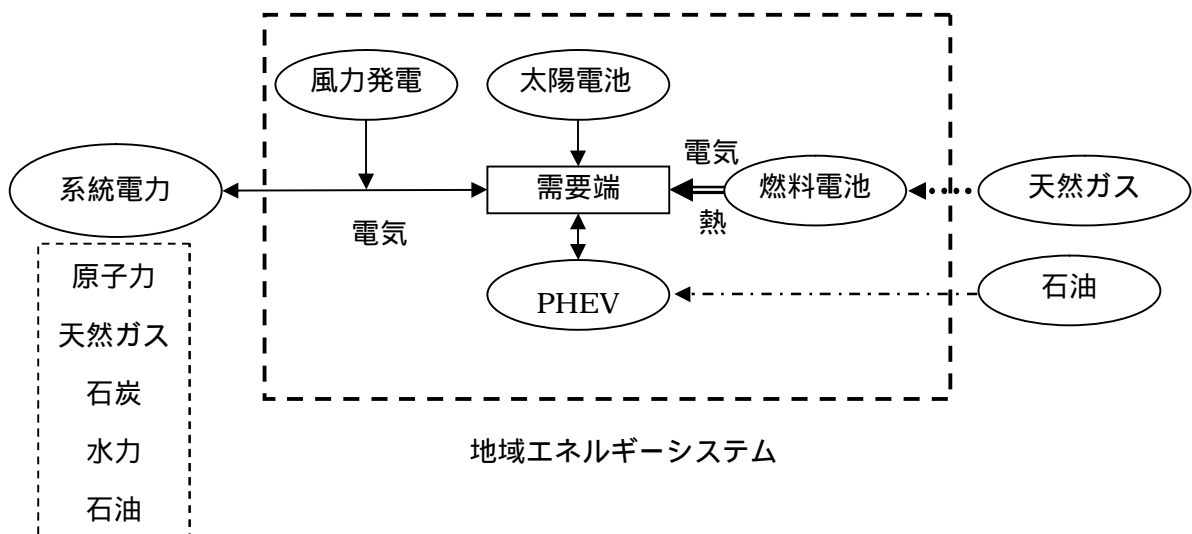 風力発電
太陽電池
系統電力
電気
需要端
電気
熱
燃料電池
天然ガス
PHEV
石油
原子力
天然ガス
石炭
水力
石油
地域エネルギーシステム